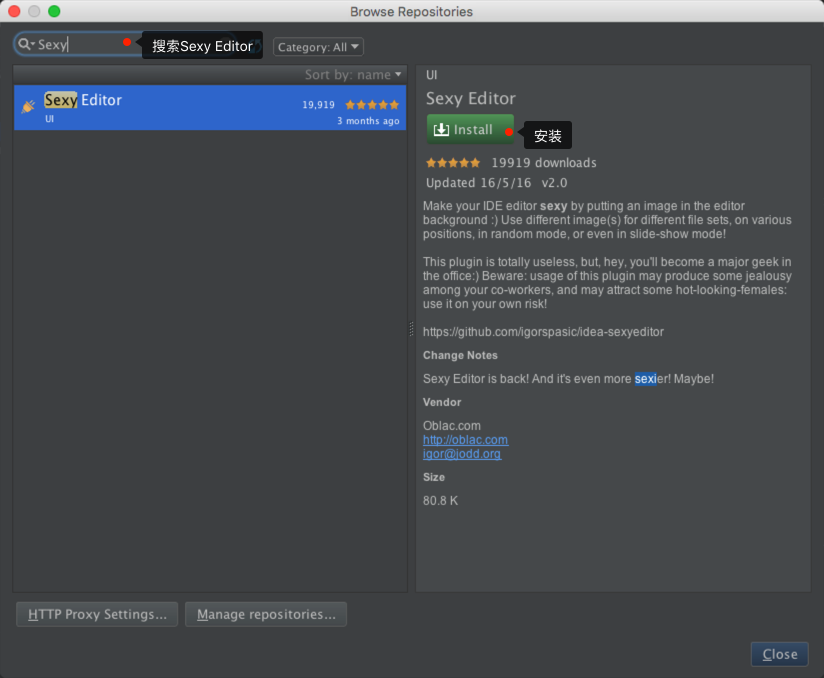 Browse Repositories
Sexy
搜索Sexy Editor
Category: All
Sort by: name
Sexy Editor
19,919
UI
3 months ago
UI
Sexy Editor
Install
安装
19919 downloads
Updated 16/5/16 v2.0
Make your IDE editor sexy by putting an image in the editor
background :) Use different image(s) for different file sets, on various
positions, in random mode, or even in slide-show mode!
This plugin is totally useless, but, hey, you'll become a major geek in
the office:) Beware: usage of this plugin may produce some jealousy
among your co-workers, and may attract some hot-looking-females:
use it on your own risk!
https://github.com/igorspasic/idea-sexyeditor
Change Notes
Sexy Editor is back! And it's even more sexier! Maybe!
Vendor
Oblac.com
http://oblac.com
igor@jodd.org
Size
80.8 K
HTTP Proxy Settings...
Manage repositories...
Close